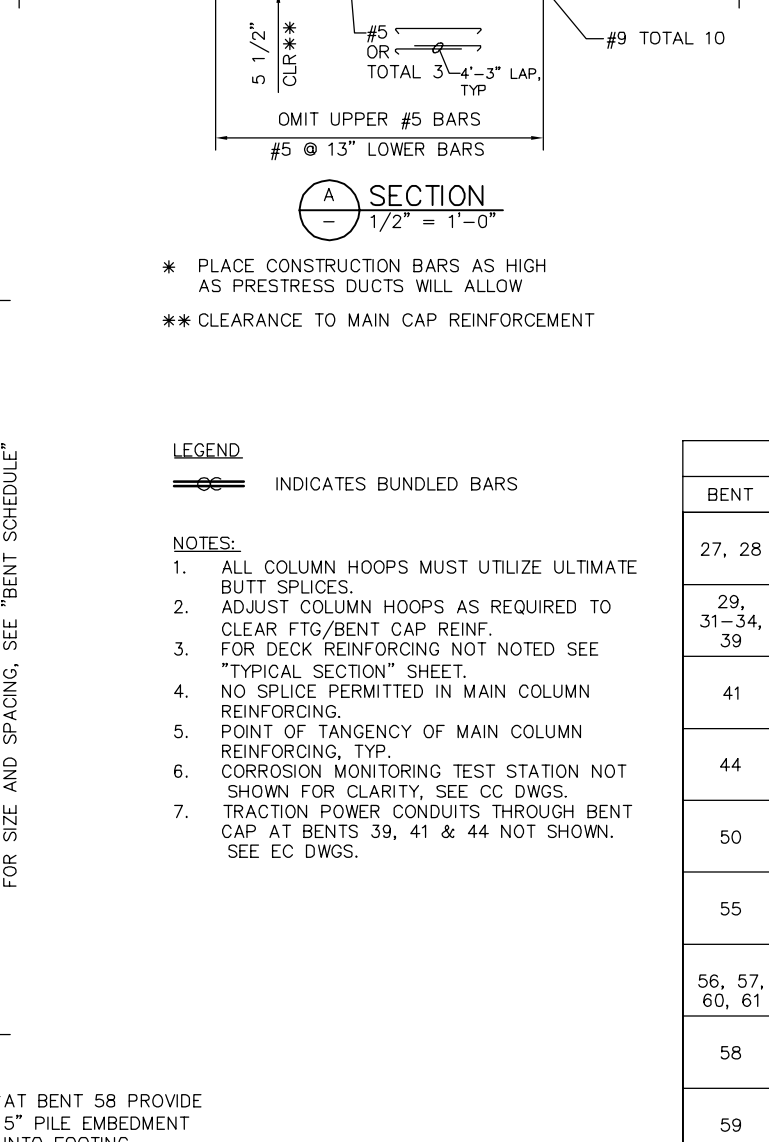 5 1/2"
CLR**
#5
OR
TOTAL 3
4'-3" LAP,
TYP
#9 TOTAL 10
OMIT UPPER #5 BARS
#5 @ 13" LOWER BARS
A
-
SECTION
1/2" = 1'-0"
* PLACE CONSTRUCTION BARS AS HIGH
AS PRESTRESS DUCTS WILL ALLOW
** CLEARANCE TO MAIN CAP REINFORCEMENT
FOR SIZE AND SPACING, SEE "BENT SCHEDULE"
LEGEND
INDICATES BUNDLED BARS
NOTES:
1. ALL COLUMN HOOPS MUST UTILIZE ULTIMATE
BUTT SPLICES.
2. ADJUST COLUMN HOOPS AS REQUIRED TO
CLEAR FTG/BENT CAP REINF.
3. FOR DECK REINFORCING NOT NOTED SEE
"TYPICAL SECTION" SHEET.
4. NO SPLICE PERMITTED IN MAIN COLUMN
REINFORCING.
5. POINT OF TANGENCY OF MAIN COLUMN
REINFORCING, TYP.
6. CORROSION MONITORING TEST STATION NOT
SHOWN FOR CLARITY, SEE CC DWGS.
7. TRACTION POWER CONDUITS THROUGH BENT
CAP AT BENTS 39, 41 & 44 NOT SHOWN.
SEE EC DWGS.
BENT
27, 28
29,
31-34,
39
41
44
50
55
56, 57,
60, 61
58
59
AT BENT 58 PROVIDE
5" PILE EMBEDMENT
INTO FOOTING